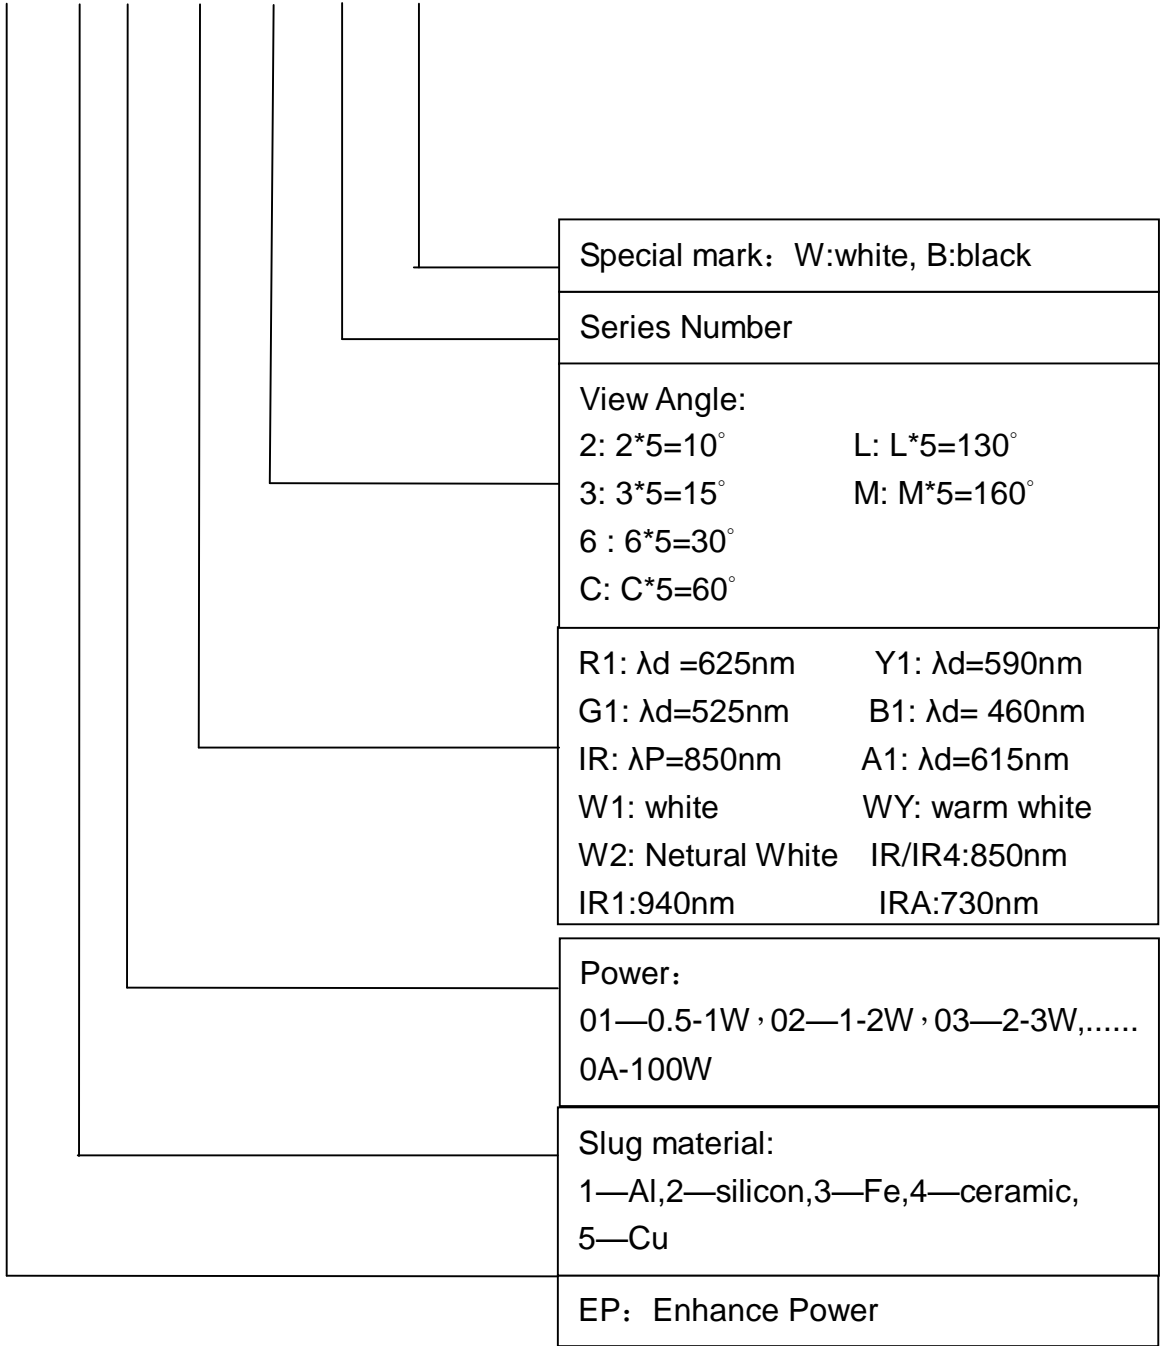 Special mark：W:white, B:black
Series Number
View Angle:
2: 2*5=10° L: L*5=130°
3: 3*5=15° M: M*5=160°
6 : 6*5=30°
C: C*5=60°
R1: λd =625nm Y1: λd=590nm
G1: λd=525nm B1: λd= 460nm
IR: λP=850nm A1: λd=615nm
W1: white WY: warm white
W2: Netural White IR/IR4:850nm
IR1:940nm IRA:730nm
Power：
01—0.5-1W，02—1-2W，03—2-3W,......
0A-100W
Slug material:
1—Al,2—silicon,3—Fe,4—ceramic,
5—Cu
EP：Enhance Power